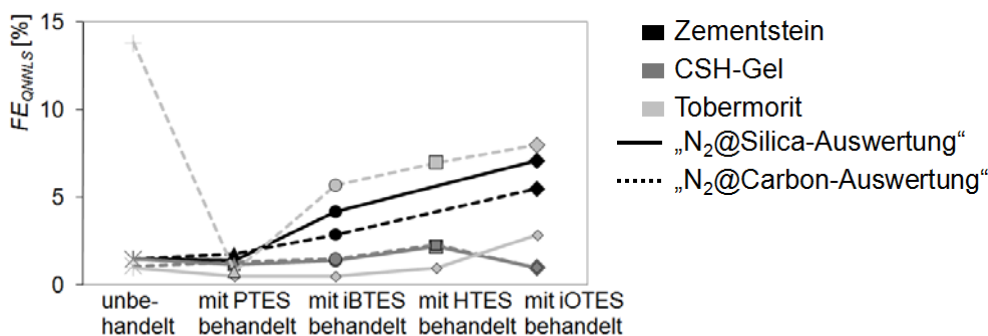 FE_QNNLS [%]
15
10
5
0
unbe-
handelt
mit PTES
behandelt
mit iBTES
behandelt
mit HTES
behandelt
mit iOTES
behandelt
Zementstein
CSH-Gel
Tobermorit
„N₂@Silica-Auswertung“
„N₂@Carbon-Auswertung“